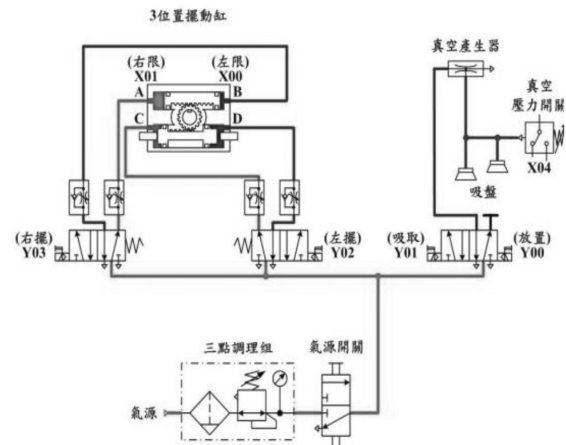 3位置擺動缸
(右限) (左限)
X01 X00
A B
C D
(右擺)
Y03
(左擺)
Y02
真空產生器
真空
壓力開關
X04
吸盤
(吸取) (放置)
Y01 Y00
三點調理組
氣源開關
氣源